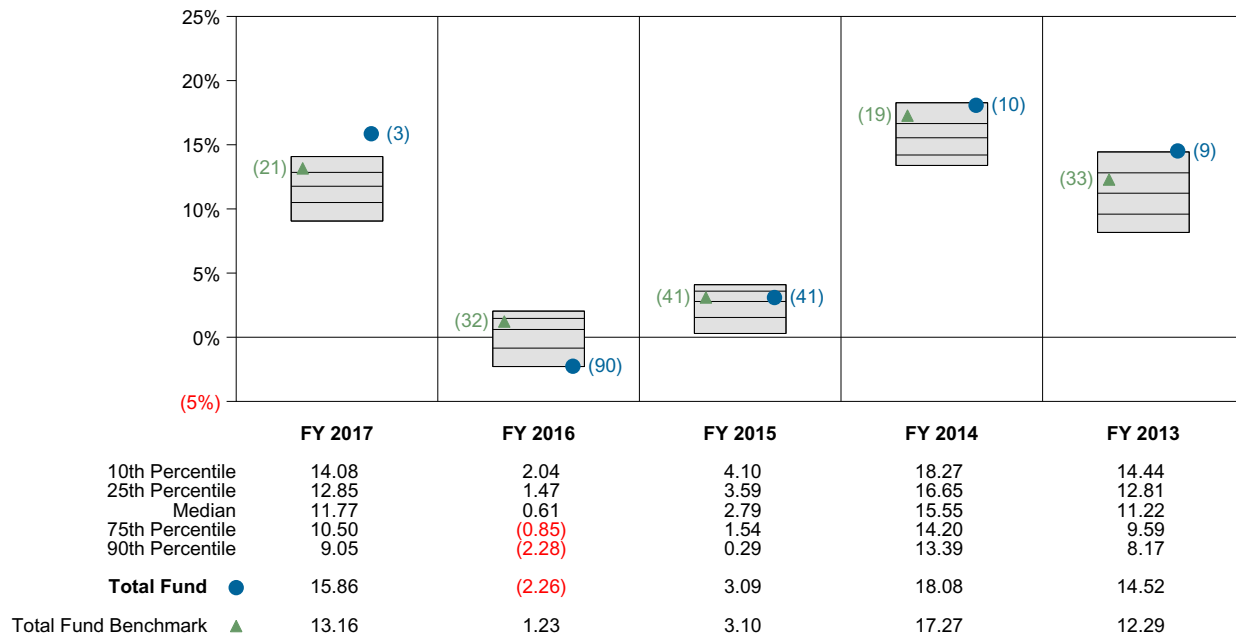 25%
20%
15%
10%
5%
0%
(5%)
(21)
(3)
(32)
(90)
(41)
(41)
(19)
(10)
(33)
(9)
FY 2017 FY 2016 FY 2015 FY 2014 FY 2013
10th Percentile 14.08 2.04 4.10 18.27 14.44
25th Percentile 12.85 1.47 3.59 16.65 12.81
Median 11.77 0.61 2.79 15.55 11.22
75th Percentile 10.50 (0.85) 1.54 14.20 9.59
90th Percentile 9.05 (2.28) 0.29 13.39 8.17
Total Fund 15.86 (2.26) 3.09 18.08 14.52
Total Fund Benchmark 13.16 1.23 3.10 17.27 12.29